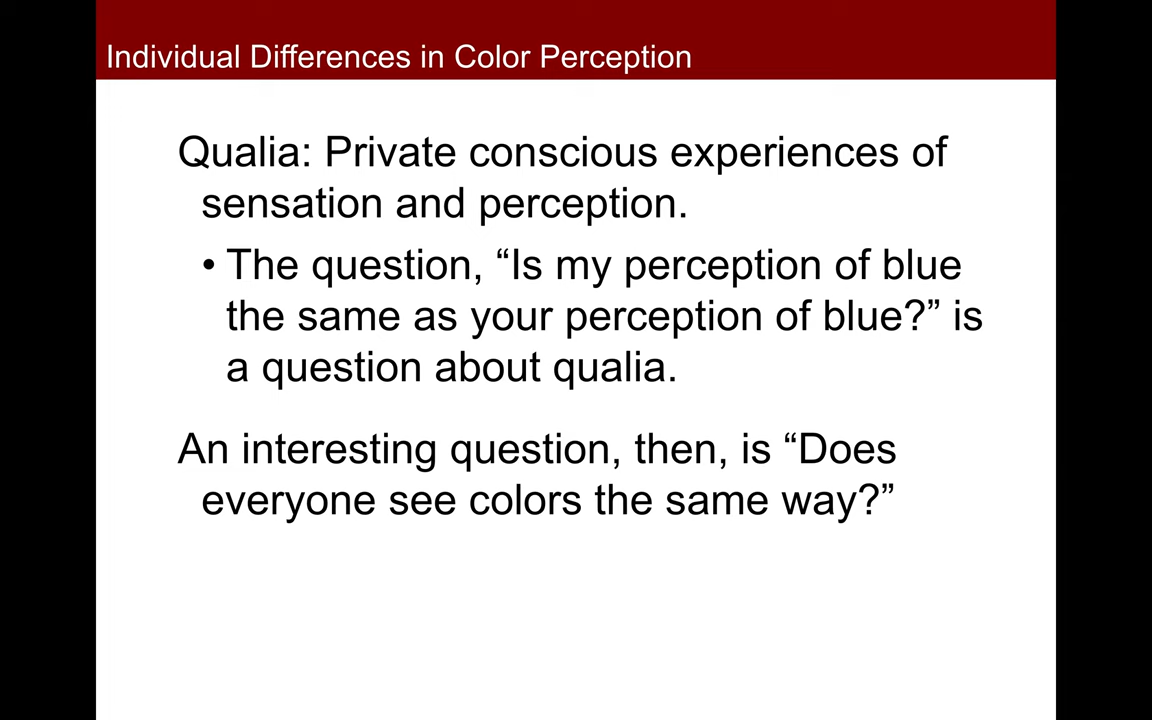 Individual Differences in Color Perception
Qualia: Private conscious experiences of
sensation and perception.
• The question, “Is my perception of blue
the same as your perception of blue?” is
a question about qualia.
An interesting question, then, is “Does
everyone see colors the same way?”